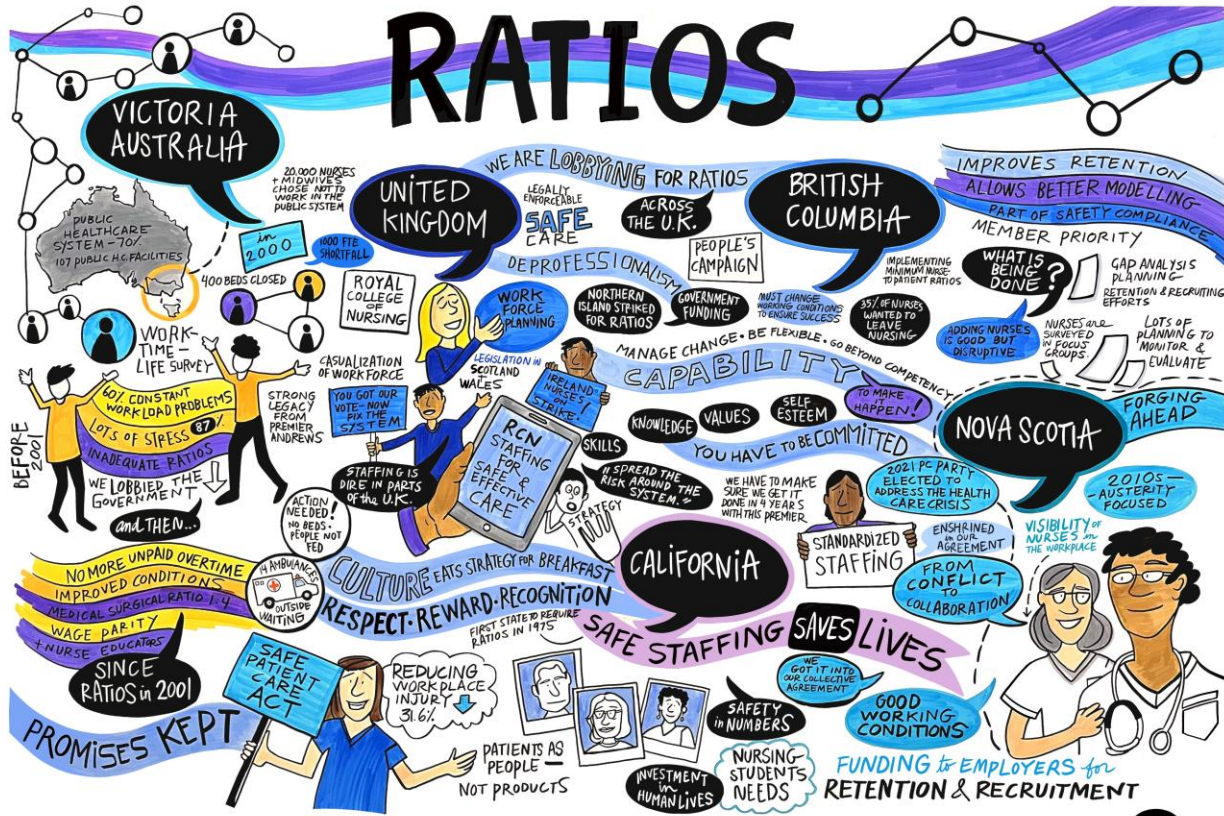 RATIOS
VICTORIA
AUSTRALIA
20,000 NURSES
+ MIDWIVES
CHOSE NOT TO
WORK IN THE
PUBLIC SYSTEM
in
2000
1000 FTE
SHORTFALL
PUBLIC
HEALTHCARE
SYSTEM - 70%
107 PUBLIC H.C. FACILITIES
400 BEDS CLOSED
WORK-
TIME-
LIFE SURVEY
BEFORE
2001
60% CONSTANT
WORKLOAD PROBLEMS
LOTS OF STRESS 87%
INADEQUATE RATIOS
WE LOBBIED THE
GOVERNMENT
and THEN...
STRONG
LEGACY
FROM
PREMIER
ANDREWS
NO MORE UNPAID OVERTIME
IMPROVED CONDITIONS
MEDICAL SURGICAL RATIO 1:4
WAGE PARITY
+ NURSE EDUCATORS
SINCE
RATIOS in 2001
PROMISES KEPT
SAFE
PATIENT
CARE
ACT
REDUCING
WORKPLACE
INJURY
31.6%
UNITED
KINGDOM
WE ARE LOBBYING FOR RATIOS
ACROSS
THE U.K.
LEGALLY
ENFORCEABLE
SAFE
CARE
PEOPLE'S
CAMPAIGN
DEPROFESSIONALISM
ROYAL
COLLEGE
OF
NURSING
WORK
FORCE
PLANNING
NORTHERN
ISLAND STRIKED
FOR RATIOS
GOVERNMENT
FUNDING
LEGISLATION in
SCOTLAND
+
WALES
CASUALIZATION
OF WORKFORCE
YOU GOT OUR
VOTE-NOW
FIX THE
SYSTEM
IRELAND
NURSES
ON
STRIKE!
STAFFING IS
DIRE IN PARTS
of the U.K.
RCN
STAFFING
FOR
SAFE &
EFFECTIVE
CARE
SKILLS
"SPREAD THE
RISK AROUND THE
SYSTEM."
STRATEGY
ACTION
NEEDED!
NO BEDS·
PEOPLE NOT
FED
14 AMBULANCES
OUTSIDE
WAITING
CULTURE EATS STRATEGY FOR BREAKFAST
RESPECT·REWARD·RECOGNITION
BRITISH
COLUMBIA
IMPROVES RETENTION
ALLOWS BETTER MODELLING
PART OF SAFETY COMPLIANCE
MEMBER PRIORITY
IMPLEMENTING
MINIMUM NURSE-
TO PATIENT RATIOS
WHAT IS
BEING
DONE?
GAP ANALYSIS
PLANNING
RETENTION & RECRUITING
EFFORTS
MUST CHANGE
WORKING CONDITIONS
TO ENSURE SUCCESS
35% OF NURSES
WANTED TO
LEAVE
NURSING
ADDING NURSES
IS GOOD BUT
DISRUPTIVE
NURSES are
SURVEYED
IN FOCUS
GROUPS.
LOTS OF
PLANNING TO
MONITOR &
EVALUATE
MANAGE CHANGE · BE FLEXIBLE · GO BEYOND COMPETENCY
CAPABILITY
TO MAKE
IT
HAPPEN!
KNOWLEDGE
VALUES
SELF
ESTEEM
YOU HAVE TO BE COMMITTED
WE HAVE TO MAKE
SURE WE GET IT
DONE IN 4 YEARS
WITH THIS PREMIER
NOVA SCOTIA
FORGING
AHEAD
2021 PC PARTY
ELECTED TO
ADDRESS THE HEALTH
CARE CRISIS
2010s-
-AUSTERITY
FOCUSED
STANDARDIZED
STAFFING
ENSHRINED
in OUR
AGREEMENT
VISIBILITY of
NURSES in
THE WORKPLACE
FROM
CONFLICT
TO
COLLABORATION
CALIFORNIA
FIRST STATE TO REQUIRE
RATIOS IN 1975
SAFE STAFFING SAVES LIVES
WE
GOT IT INTO
OUR COLLECTIVE
AGREEMENT
GOOD
WORKING
CONDITIONS
SAFETY
in NUMBERS
PATIENTS AS
PEOPLE —
NOT PRODUCTS
INVESTMENT
in
HUMAN LIVES
NURSING
STUDENTS
NEEDS
FUNDING to EMPLOYERS for
RETENTION & RECRUITMENT